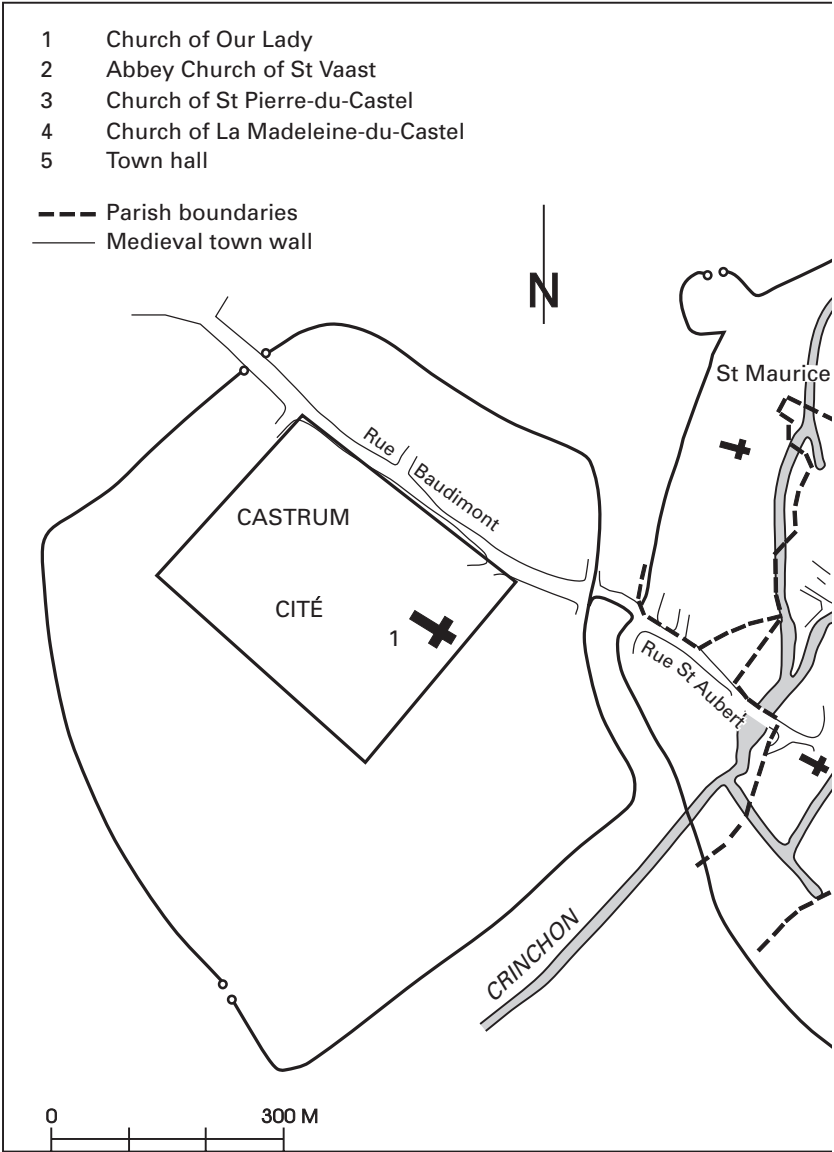 1 Church of Our Lady
2 Abbey Church of St Vaast
3 Church of St Pierre-du-Castel
4 Church of La Madeleine-du-Castel
5 Town hall
Parish boundaries
Medieval town wall
N
St Maurice
Rue Baudimont
CASTRUM
CITÉ
1
Rue St Aubert
CRINCHON
0 300 M